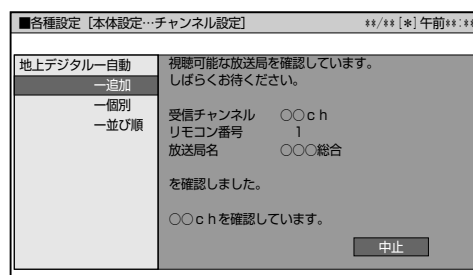 ■各種設定［本体設定…チャンネル設定］ **/**［*］午前**:**
地上デジタル－自動
－追加
－個別
－並び順
視聴可能な放送局を確認しています。
しばらくお待ください。
受信チャンネル ○○ｃｈ
リモコン番号 1
放送局名 ○○○総合
を確認しました。
○○ｃｈを確認しています。
中止